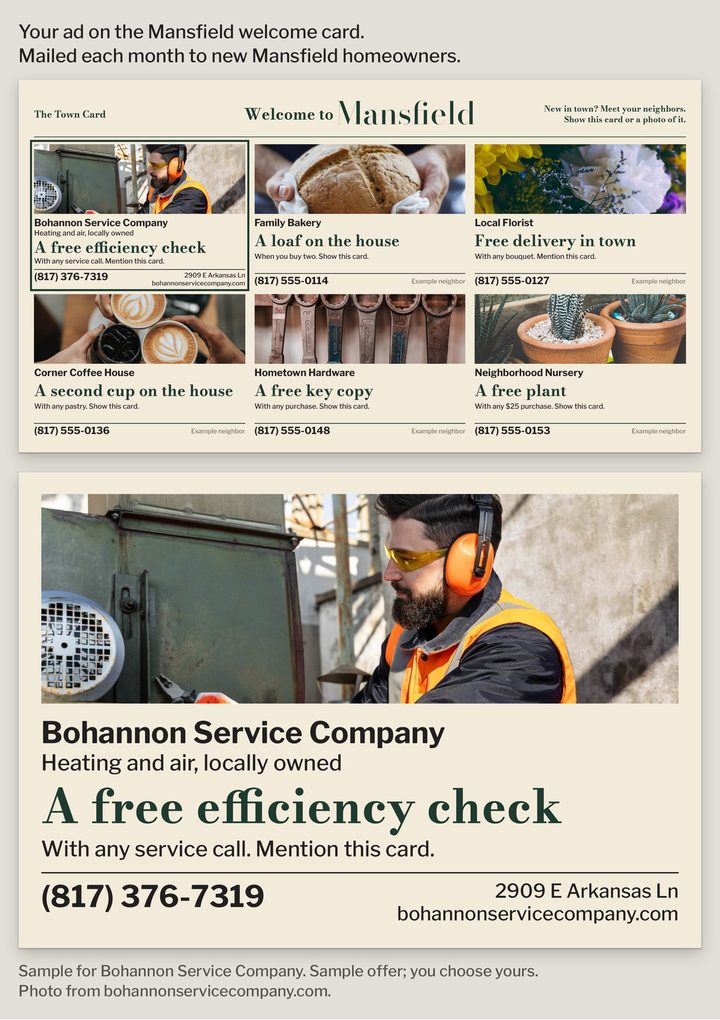 Your ad on the Mansfield welcome card.
Mailed each month to new Mansfield homeowners.
The Town Card
Welcome to Mansfield
New in town? Meet your neighbors.
Show this card or a photo of it.
Bohannon Service Company
Heating and air, locally owned
A free efficiency check
With any service call. Mention this card.
(817) 376-7319
2909 E Arkansas Ln
bohannonservicecompany.com
Family Bakery
A loaf on the house
When you buy two. Show this card.
(817) 555-0114
Example neighbor
Local Florist
Free delivery in town
With any bouquet. Mention this card.
(817) 555-0127
Example neighbor
Corner Coffee House
A second cup on the house
With any pastry. Show this card.
(817) 555-0136
Example neighbor
Hometown Hardware
A free key copy
With any purchase. Show this card.
(817) 555-0148
Example neighbor
Neighborhood Nursery
A free plant
With any $25 purchase. Show this card.
(817) 555-0153
Example neighbor
Bohannon Service Company
Heating and air, locally owned
A free efficiency check
With any service call. Mention this card.
(817) 376-7319
2909 E Arkansas Ln
bohannonservicecompany.com
Sample for Bohannon Service Company. Sample offer; you choose yours.
Photo from bohannonservicecompany.com.